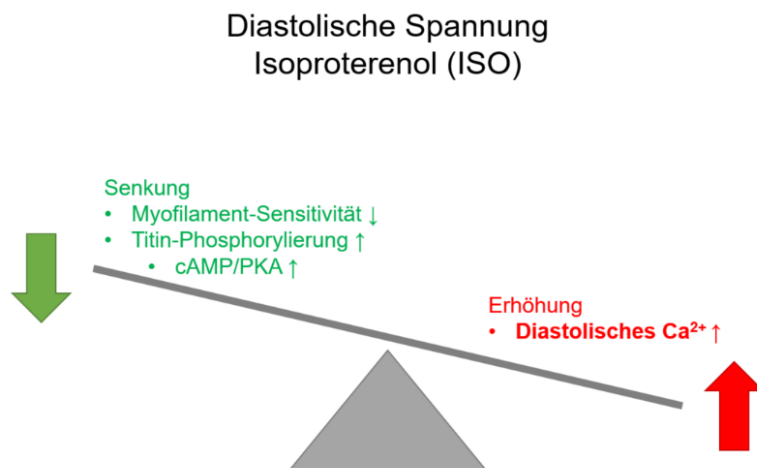 Diastolische Spannung
Isoproterenol (ISO)
Senkung
• Myofilament-Sensitivität ↓
• Titin-Phosphorylierung ↑
• cAMP/PKA ↑
Erhöhung
• Diastolisches Ca²⁺ ↑